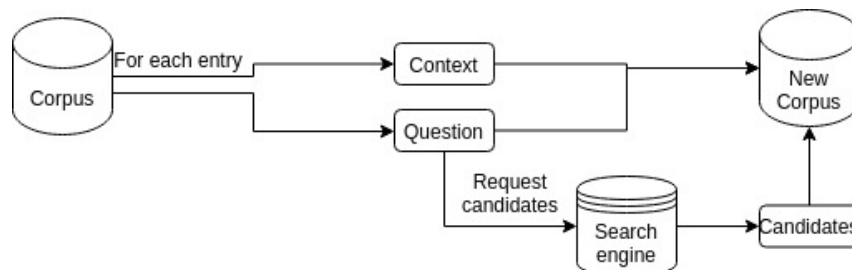 For each entry
Corpus
Context
Question
New
Corpus
Request
candidates
Search
engine
Candidates